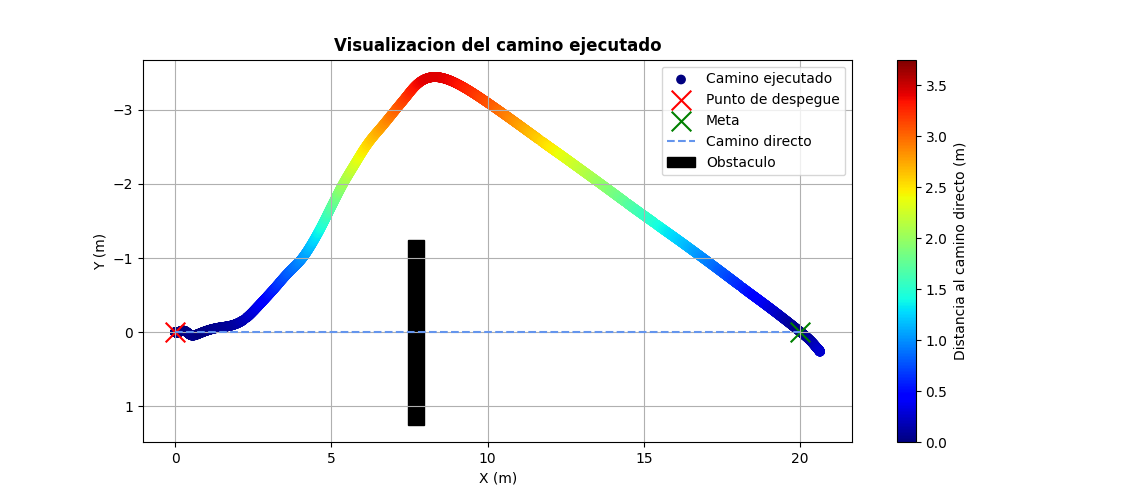 Visualizacion del camino ejecutado
Camino ejecutado
Punto de despegue
Meta
Camino directo
Obstaculo
−3
−2
−1
0
1
Y (m)
0 5 10 15 20
X (m)
3.5
3.0
2.5
2.0
1.5
1.0
0.5
0.0
Distancia al camino directo (m)